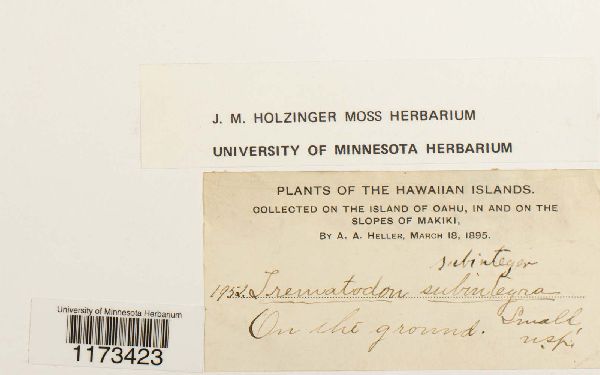 J. M. HOLZINGER MOSS HERBARIUM
UNIVERSITY OF MINNESOTA HERBARIUM
PLANTS OF THE HAWAIIAN ISLANDS.
COLLECTED ON THE ISLAND OF OAHU, IN AND ON THE
SLOPES OF MAKIKI,
BY A. A. HELLER, MARCH 18, 1895.
subinteger
1952. Trematodon subintegra
On the ground. Small
n. sp.
University of Minnesota Herbarium
1173423